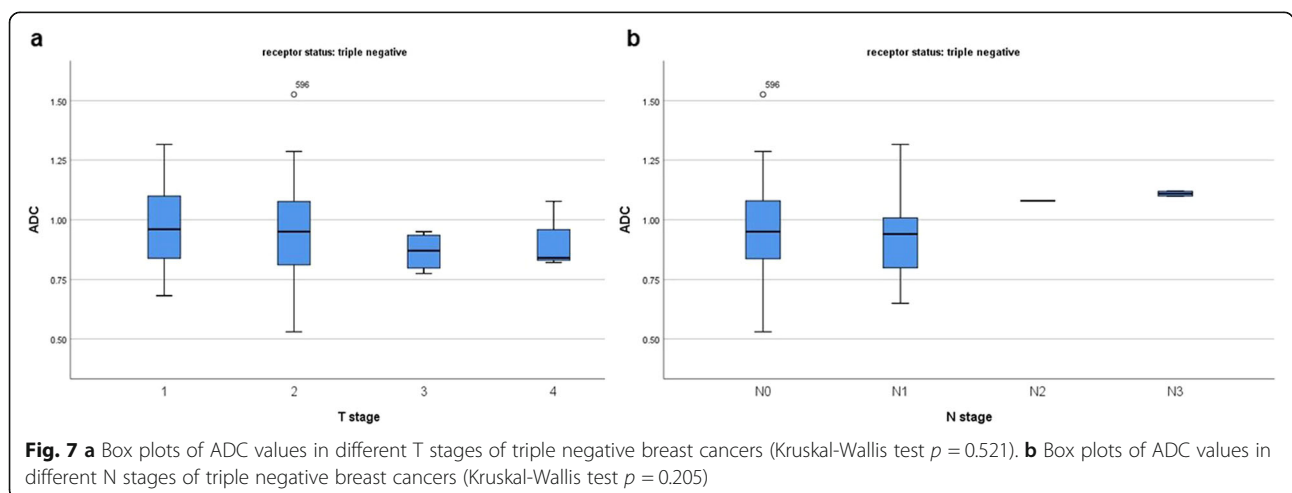 a
receptor status: triple negative
596
1.50
1.25
1.00
0.75
0.50
ADC
1 2 3 4
T stage
b
receptor status: triple negative
596
1.50
1.25
1.00
0.75
0.50
ADC
N0 N1 N2 N3
N stage
Fig. 7 a Box plots of ADC values in different T stages of triple negative breast cancers (Kruskal-Wallis test p = 0.521). b Box plots of ADC values in
different N stages of triple negative breast cancers (Kruskal-Wallis test p = 0.205)